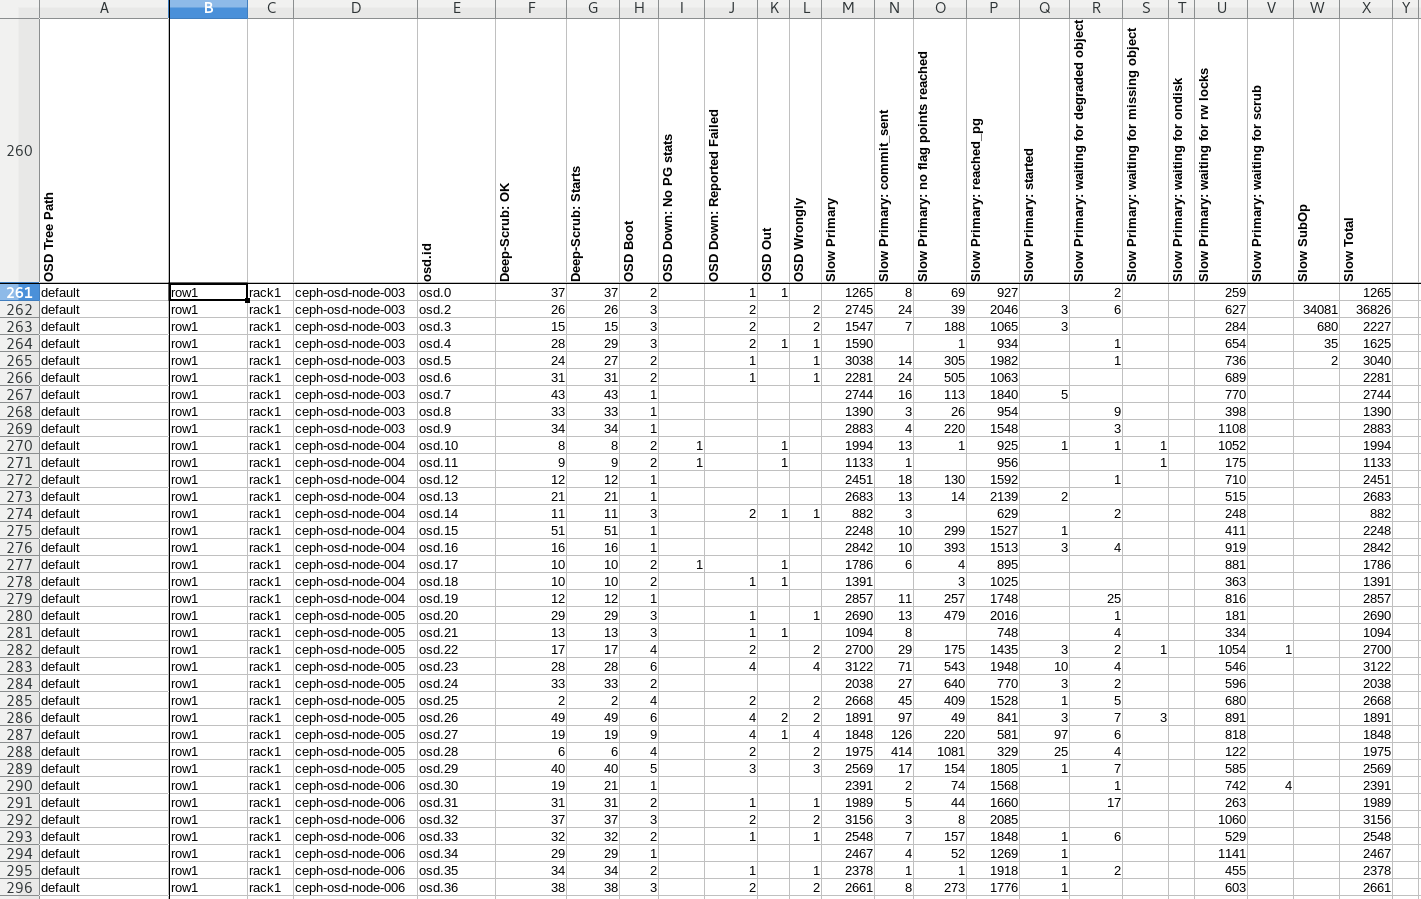 A B C D E F G H I J K L M N O P Q R S T U V W X Y
260 OSD Tree Path osd.id Deep-Scrub: OK Deep-Scrub: Starts OSD Boot OSD Down: No PG stats OSD Down: Reported Failed OSD Out OSD Wrongly Slow Primary Slow Primary: commit_sent Slow Primary: no flag points reached Slow Primary: reached_pg Slow Primary: started Slow Primary: waiting for degraded object Slow Primary: waiting for missing object Slow Primary: waiting for ondisk Slow Primary: waiting for rw locks Slow Primary: waiting for scrub Slow SubOp Slow Total
261 default row1 rack1 ceph-osd-node-003 osd.0 37 37 2 1 1 1265 8 69 927 2 259 1265
262 default row1 rack1 ceph-osd-node-003 osd.2 26 26 3 2 2 2745 24 39 2046 3 6 627 34081 36826
263 default row1 rack1 ceph-osd-node-003 osd.3 15 15 3 2 2 1547 7 188 1065 3 284 680 2227
264 default row1 rack1 ceph-osd-node-003 osd.4 28 29 3 2 1 1 1590 1 934 1 654 35 1625
265 default row1 rack1 ceph-osd-node-003 osd.5 24 27 2 1 1 3038 14 305 1982 1 736 2 3040
266 default row1 rack1 ceph-osd-node-003 osd.6 31 31 2 1 1 2281 24 505 1063 689 2281
267 default row1 rack1 ceph-osd-node-003 osd.7 43 43 1 2744 16 113 1840 5 770 2744
268 default row1 rack1 ceph-osd-node-003 osd.8 33 33 1 1390 3 26 954 9 398 1390
269 default row1 rack1 ceph-osd-node-003 osd.9 34 34 1 2883 4 220 1548 3 1108 2883
270 default row1 rack1 ceph-osd-node-004 osd.10 8 8 2 1 1 1994 13 1 925 1 1 1 1052 1994
271 default row1 rack1 ceph-osd-node-004 osd.11 9 9 2 1 1 1133 1 956 1 175 1133
272 default row1 rack1 ceph-osd-node-004 osd.12 12 12 1 2451 18 130 1592 1 710 2451
273 default row1 rack1 ceph-osd-node-004 osd.13 21 21 1 2683 13 14 2139 2 515 2683
274 default row1 rack1 ceph-osd-node-004 osd.14 11 11 3 2 1 1 882 3 629 2 248 882
275 default row1 rack1 ceph-osd-node-004 osd.15 51 51 1 2248 10 299 1527 1 411 2248
276 default row1 rack1 ceph-osd-node-004 osd.16 16 16 1 2842 10 393 1513 3 4 919 2842
277 default row1 rack1 ceph-osd-node-004 osd.17 10 10 2 1 1 1786 6 4 895 881 1786
278 default row1 rack1 ceph-osd-node-004 osd.18 10 10 2 1 1 1391 3 1025 363 1391
279 default row1 rack1 ceph-osd-node-004 osd.19 12 12 1 2857 11 257 1748 25 816 2857
280 default row1 rack1 ceph-osd-node-005 osd.20 29 29 3 1 1 2690 13 479 2016 1 181 2690
281 default row1 rack1 ceph-osd-node-005 osd.21 13 13 3 1 1 1094 8 748 4 334 1094
282 default row1 rack1 ceph-osd-node-005 osd.22 17 17 4 2 2 2700 29 175 1435 3 2 1 1054 1 2700
283 default row1 rack1 ceph-osd-node-005 osd.23 28 28 6 4 4 3122 71 543 1948 10 4 546 3122
284 default row1 rack1 ceph-osd-node-005 osd.24 33 33 2 2038 27 640 770 3 2 596 2038
285 default row1 rack1 ceph-osd-node-005 osd.25 2 2 4 2 2 2668 45 409 1528 1 5 680 2668
286 default row1 rack1 ceph-osd-node-005 osd.26 49 49 6 4 2 2 1891 97 49 841 3 7 3 891 1891
287 default row1 rack1 ceph-osd-node-005 osd.27 19 19 9 4 1 4 1848 126 220 581 97 6 818 1848
288 default row1 rack1 ceph-osd-node-005 osd.28 6 6 4 2 2 1975 414 1081 329 25 4 122 1975
289 default row1 rack1 ceph-osd-node-005 osd.29 40 40 5 3 3 2569 17 154 1805 1 7 585 2569
290 default row1 rack1 ceph-osd-node-006 osd.30 19 21 1 2391 2 74 1568 1 742 4 2391
291 default row1 rack1 ceph-osd-node-006 osd.31 31 31 2 1 1 1989 5 44 1660 17 263 1989
292 default row1 rack1 ceph-osd-node-006 osd.32 37 37 3 2 2 3156 3 8 2085 1060 3156
293 default row1 rack1 ceph-osd-node-006 osd.33 32 32 2 1 1 2548 7 157 1848 1 6 529 2548
294 default row1 rack1 ceph-osd-node-006 osd.34 29 29 1 2467 4 52 1269 1 1141 2467
295 default row1 rack1 ceph-osd-node-006 osd.35 34 34 2 1 1 2378 1 1 1918 1 2 455 2378
296 default row1 rack1 ceph-osd-node-006 osd.36 38 38 3 2 2 2661 8 273 1776 1 603 2661